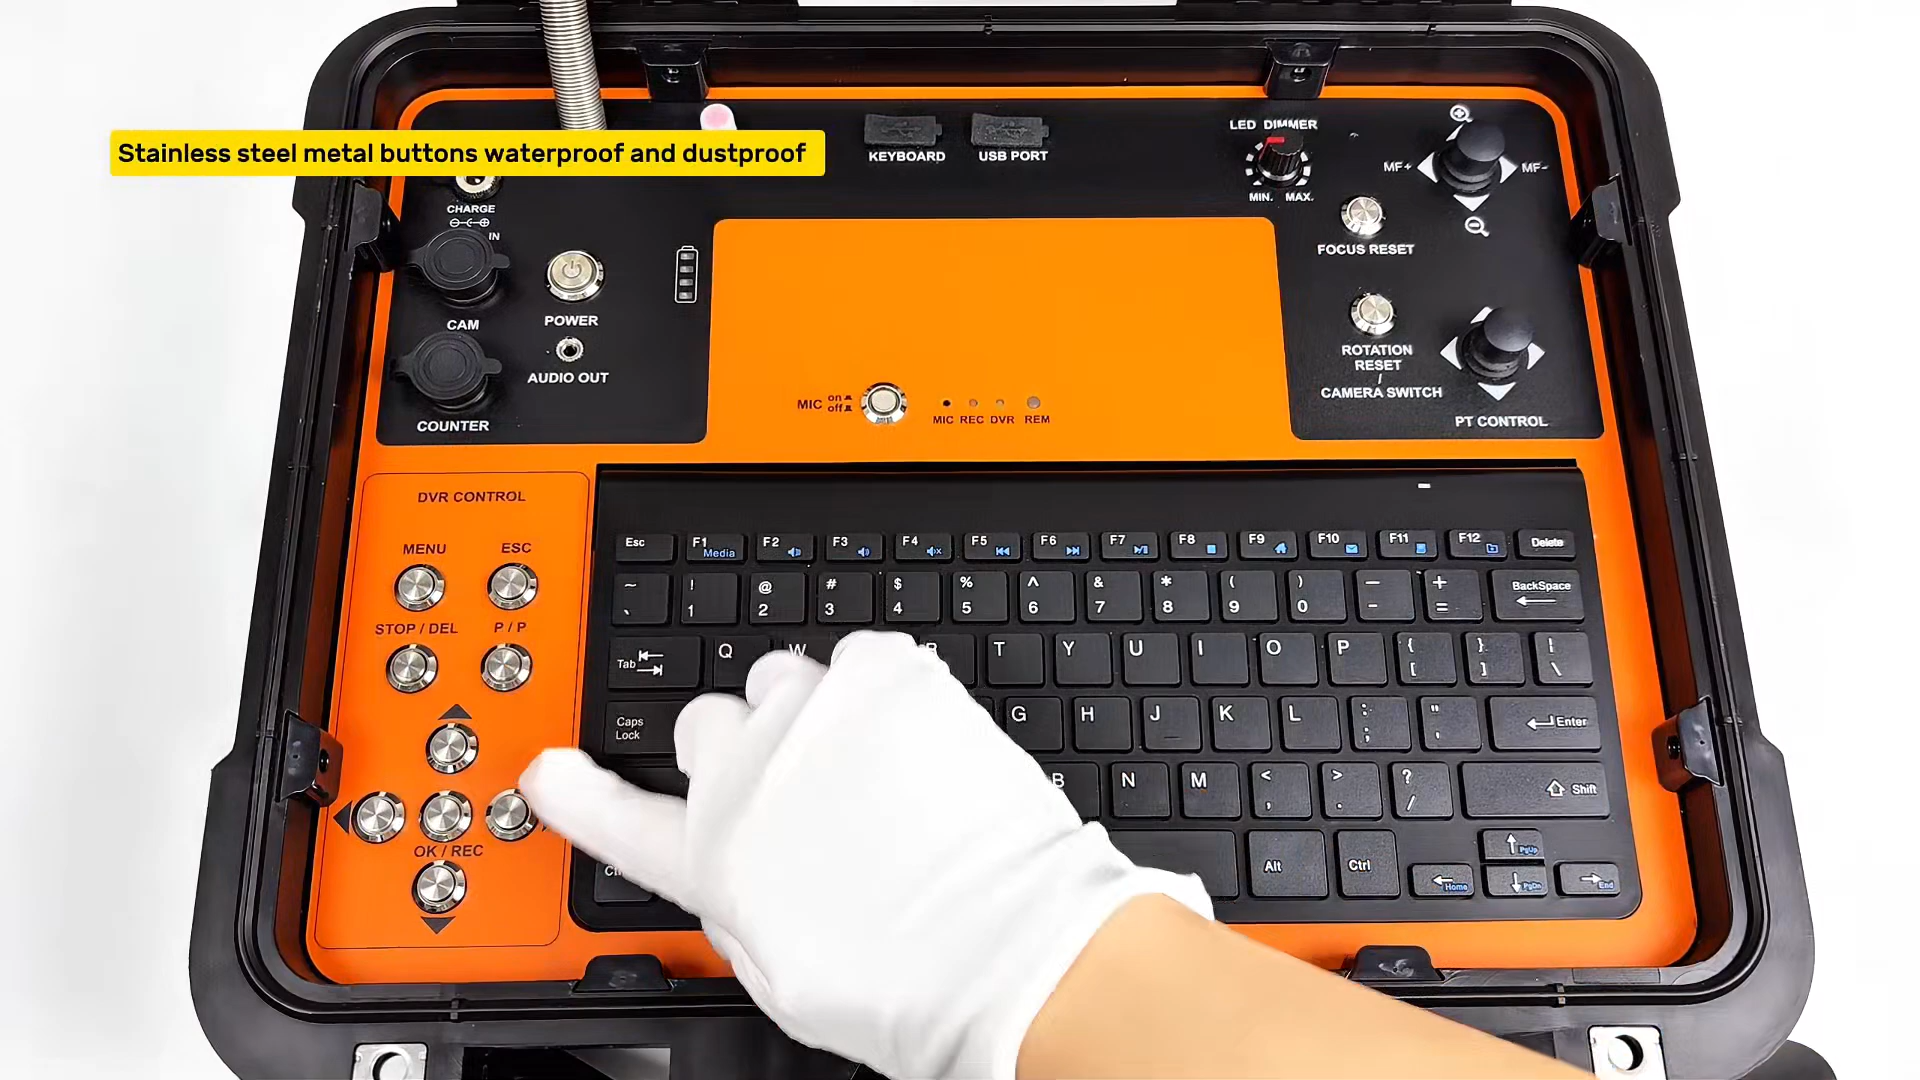 Stainless steel metal buttons waterproof and dustproof
KEYBOARD
USB PORT
LED DIMMER
MIN. MAX.
MF+
MF-
CHARGE
IN
FOCUS RESET
CAM
POWER
AUDIO OUT
ROTATION
RESET
/
CAMERA SWITCH
PT CONTROL
COUNTER
MIC on
off
MIC REC DVR REM
DVR CONTROL
MENU
ESC
STOP / DEL
P / P
OK / REC
Esc
F1 Media
F2
F3
F4
F5
F6
F7
F8
F9
F10
F11
F12
Delete
~ ! @ # $ % ^ & * ( ) — + BackSpace
` 1 2 3 4 5 6 7 8 9 0 - =
Tab Q W R T Y U I O P { } |
[ ] \
Caps
Lock
G H J K L : " Enter
; '
B N M < > ? Shift
, . /
Alt Ctrl
PgUp
Home PgDn End